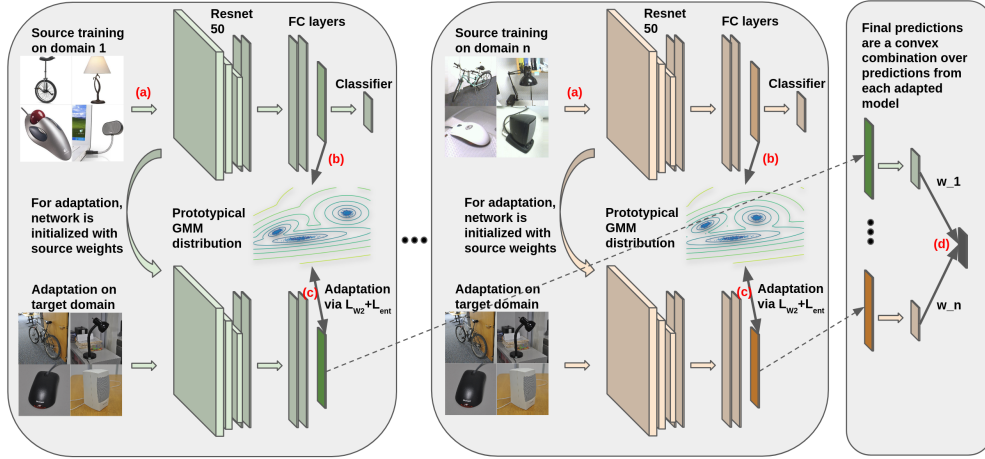 Source training
on domain 1
Resnet
50
FC layers
Classifier
(a)
(b)
For adaptation,
network is
initialized with
source weights
Prototypical
GMM
distribution
Adaptation on
target domain
(c)
Adaptation
via L_W2+L_ent
Source training
on domain n
Resnet
50
FC layers
Classifier
(a)
(b)
For adaptation,
network is
initialized with
source weights
Prototypical
GMM
distribution
Adaptation on
target domain
(c)
Adaptation
via L_W2+L_ent
Final predictions
are a convex
combination over
predictions from
each adapted
model
w_1
(d)
w_n